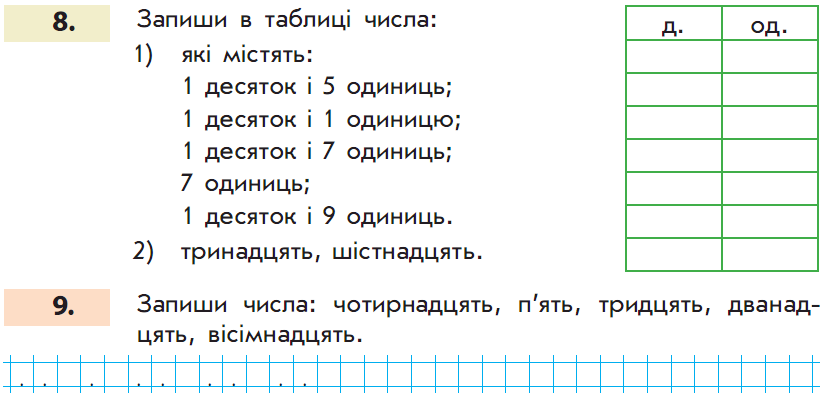 8. Запиши в таблиці числа:
д. од.
1) які містять:
1 десяток і 5 одиниць;
1 десяток і 1 одиницю;
1 десяток і 7 одиниць;
7 одиниць;
1 десяток і 9 одиниць.
2) тринадцять, шістнадцять.
9. Запиши числа: чотирнадцять, п'ять, тридцять, дванад-
цять, вісімнадцять.